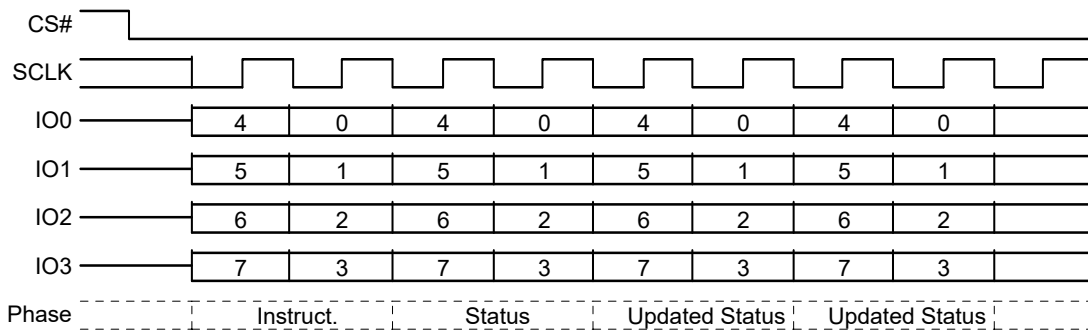 CS#
SCLK
IO0 4 0 4 0 4 0 4 0
IO1 5 1 5 1 5 1 5 1
IO2 6 2 6 2 6 2 6 2
IO3 7 3 7 3 7 3 7 3
Phase Instruct. Status Updated Status Updated Status